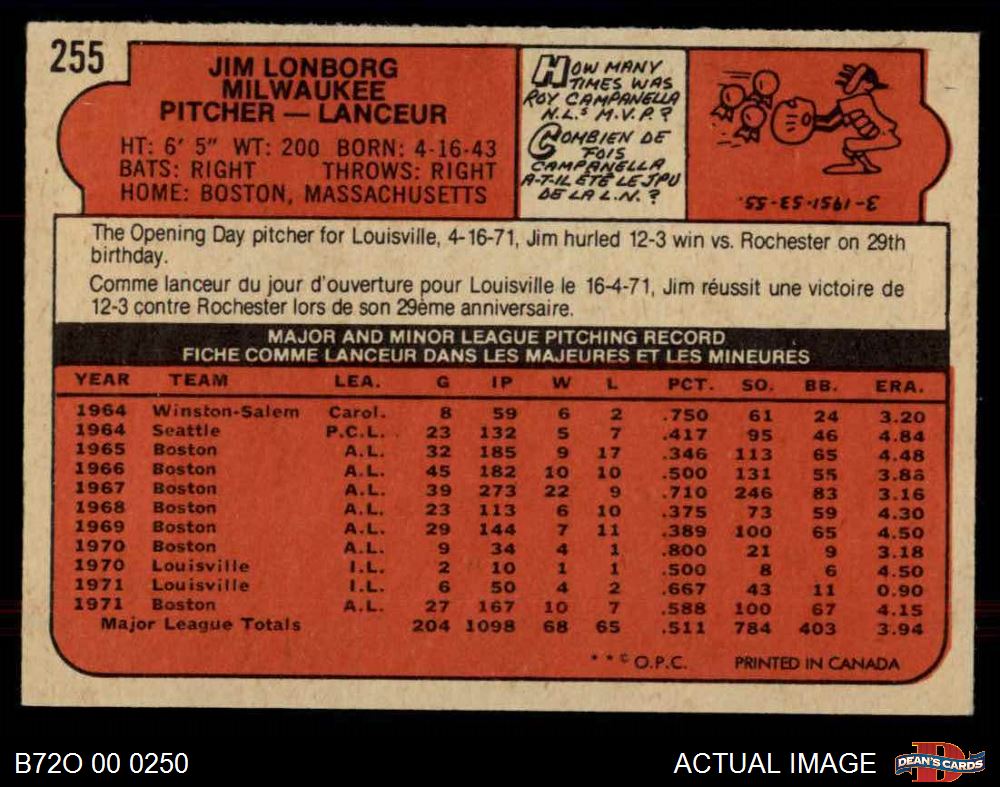 255
JIM LONBORG
MILWAUKEE
PITCHER — LANCEUR
HT: 6' 5" WT: 200 BORN: 4-16-43
BATS: RIGHT THROWS: RIGHT
HOME: BOSTON, MASSACHUSETTS
HOW MANY
TIMES WAS
ROY CAMPANELLA
N.L.'S M.V.P.?
COMBIEN DE
FOIS
CAMPANELLA
A-T-IL ÉTÉ LE JPU
DE LA L.N.?
3-1951-53-55.
The Opening Day pitcher for Louisville, 4-16-71, Jim hurled 12-3 win vs. Rochester on 29th
birthday.
Comme lanceur du jour d'ouverture pour Louisville le 16-4-71, Jim réussit une victoire de
12-3 contre Rochester lors de son 29ème anniversaire.
MAJOR AND MINOR LEAGUE PITCHING RECORD
FICHE COMME LANCEUR DANS LES MAJEURES ET LES MINEURES
YEAR TEAM LEA. G IP W L PCT. SO. BB. ERA.
1964 Winston-Salem Carol. 8 59 6 2 .750 61 24 3.20
1964 Seattle P.C.L. 23 132 5 7 .417 95 46 4.84
1965 Boston A.L. 32 185 9 17 .346 113 65 4.48
1966 Boston A.L. 45 182 10 10 .500 131 55 3.86
1967 Boston A.L. 39 273 22 9 .710 246 83 3.16
1968 Boston A.L. 23 113 6 10 .375 73 59 4.30
1969 Boston A.L. 29 144 7 11 .389 100 65 4.50
1970 Boston A.L. 9 34 4 1 .800 21 9 3.18
1970 Louisville I.L. 2 10 1 1 .500 8 6 4.50
1971 Louisville I.L. 6 50 4 2 .667 43 11 0.90
1971 Boston A.L. 27 167 10 7 .588 100 67 4.15
Major League Totals 204 1098 68 65 .511 784 403 3.94
* * © O.P.C. PRINTED IN CANADA
B72O 00 0250
ACTUAL IMAGE
D
DEAN'S CARDS